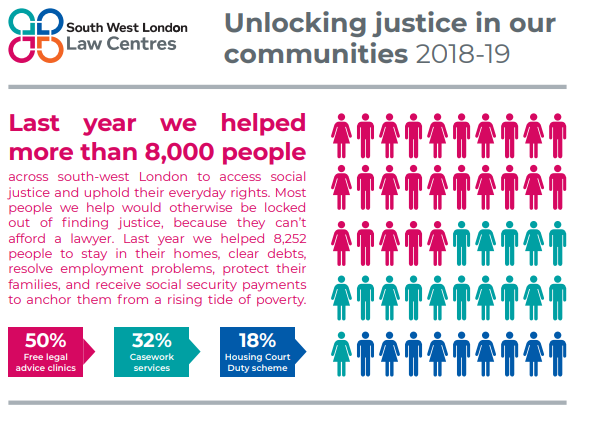 South West London
Law Centres
Unlocking justice in our
communities 2018-19
Last year we helped
more than 8,000 people
across south-west London to access social
justice and uphold their everyday rights. Most
people we help would otherwise be locked
out of finding justice, because they can't
afford a lawyer. Last year we helped 8,252
people to stay in their homes, clear debts,
resolve employment problems, protect their
families, and receive social security payments
to anchor them from a rising tide of poverty.
50%
Free legal
advice clinics
32%
Casework
services
18%
Housing Court
Duty scheme